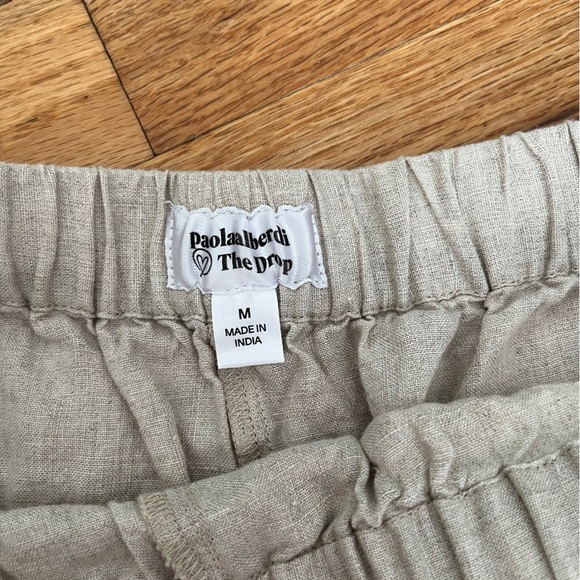 Paolaalberdi
The Drop
M
MADE IN
INDIA